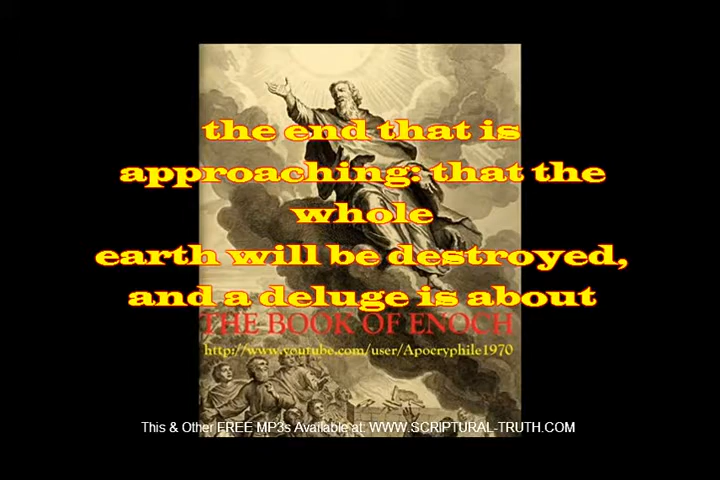 the end that is
approaching: that the
whole
earth will be destroyed,
and a deluge is about
THE BOOK OF ENOCH
http://www.youtube.com/user/Apocryphile1970
This & Other FREE MP3s Available at: WWW.SCRIPTURAL-TRUTH.COM